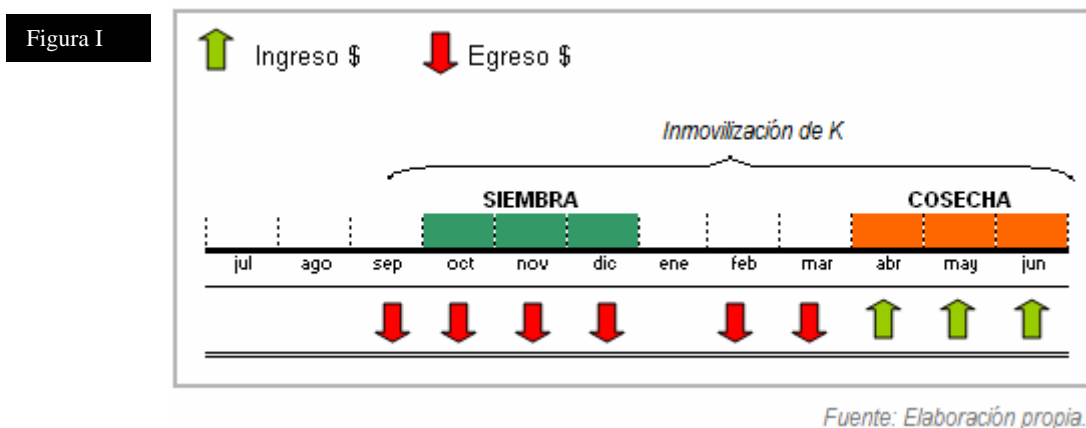 Figura I
Ingreso $ Egreso $
Inmovilización de K
SIEMBRA COSECHA
jul ago sep oct nov dic ene feb mar abr may jun
Fuente: Elaboración propia.